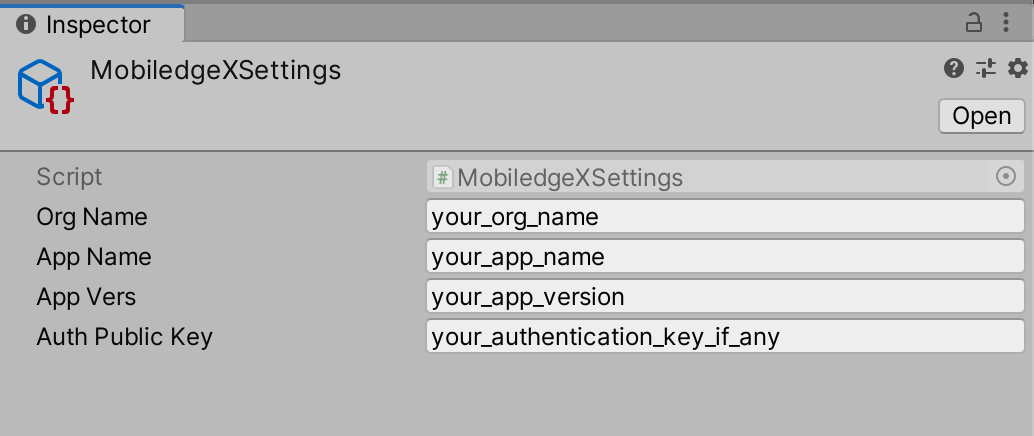 Inspector
MobiledgeXSettings
Open
Script # MobiledgeXSettings
Org Name your_org_name
App Name your_app_name
App Vers your_app_version
Auth Public Key your_authentication_key_if_any